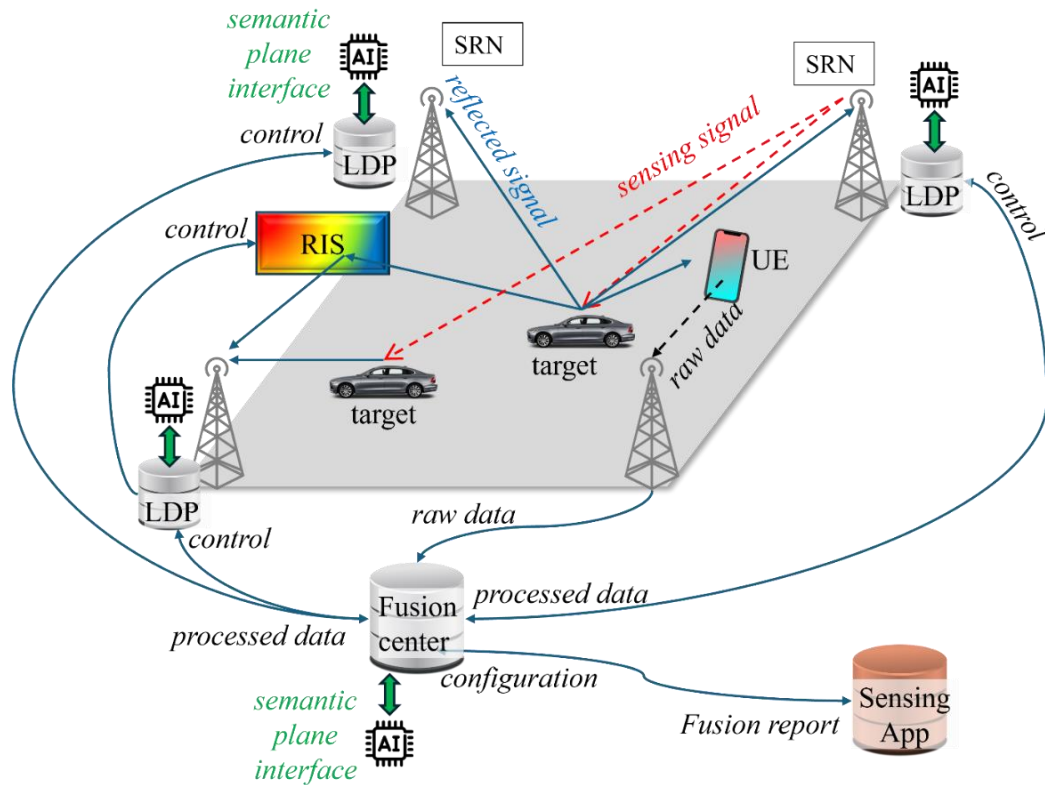 semantic
plane
interface
AI
SRN
SRN
AI
control
LDP
reflected signal
sensing signal
LDP
control
control
RIS
UE
raw data
target
target
AI
LDP
control
raw data
processed data
Fusion
center
processed data
configuration
semantic
plane
interface
AI
Fusion report
Sensing
App